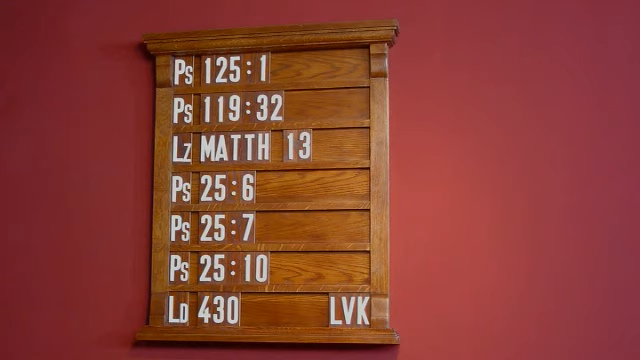 Ps 125:1
Ps 119:32
Lz MATTH 13
Ps 25:6
Ps 25:7
Ps 25:10
Ld 430 LVK